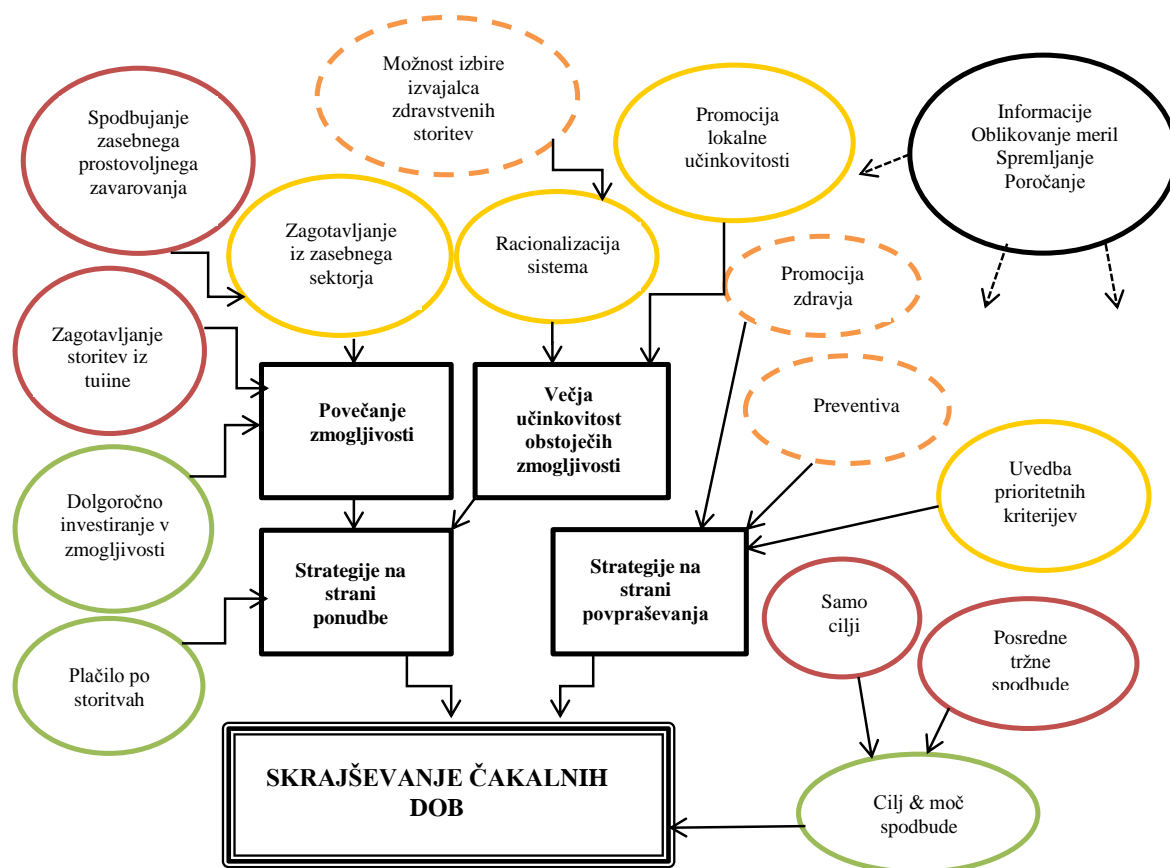 Možnost izbire
izvajalca
zdravstvenih
storitev
Spodbujanje
zasebnega
prostovoljnega
zavarovanja
Promocija
lokalne
učinkovitosti
Informacije
Oblikovanje meril
Spremljanje
Poročanje
Zagotavljanje
iz zasebnega
sektorja
Racionalizacija
sistema
Promocija
zdravja
Zagotavljanje
storitev iz
tujine
Povečanje
zmogljivosti
Večja
učinkovitost
obstoječih
zmogljivosti
Preventiva
Dolgoročno
investiranje v
zmogljivosti
Uvedba
prioritetnih
kriterijev
Strategije na
strani
ponudbe
Strategije na
strani
povpraševanja
Samo
cilji
Posredne
tržne
spodbude
Plačilo po
storitvah
SKRAJŠEVANJE ČAKALNIH
DOB
Cilj & moč
spodbude